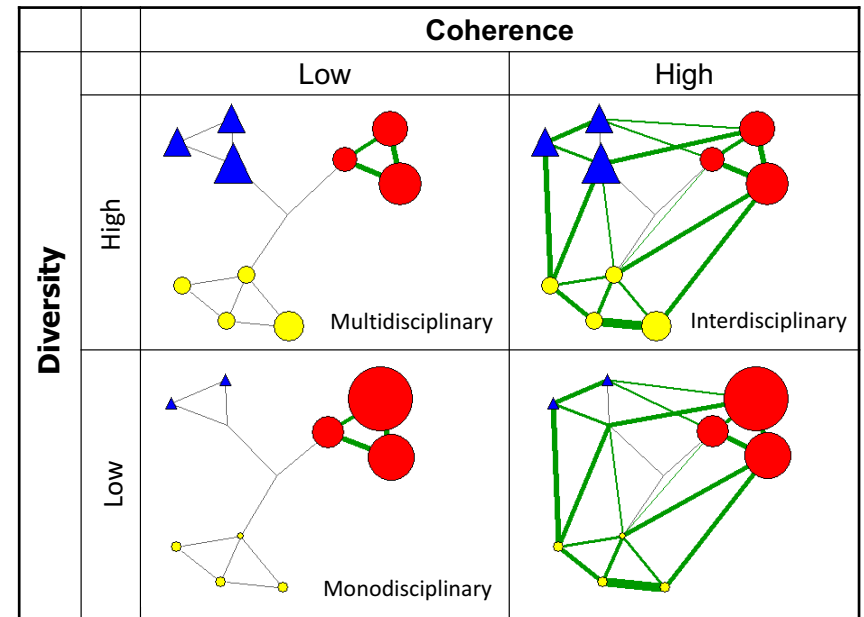 Coherence
Low
High
Diversity
High
Multidisciplinary
Interdisciplinary
Low
Monodisciplinary